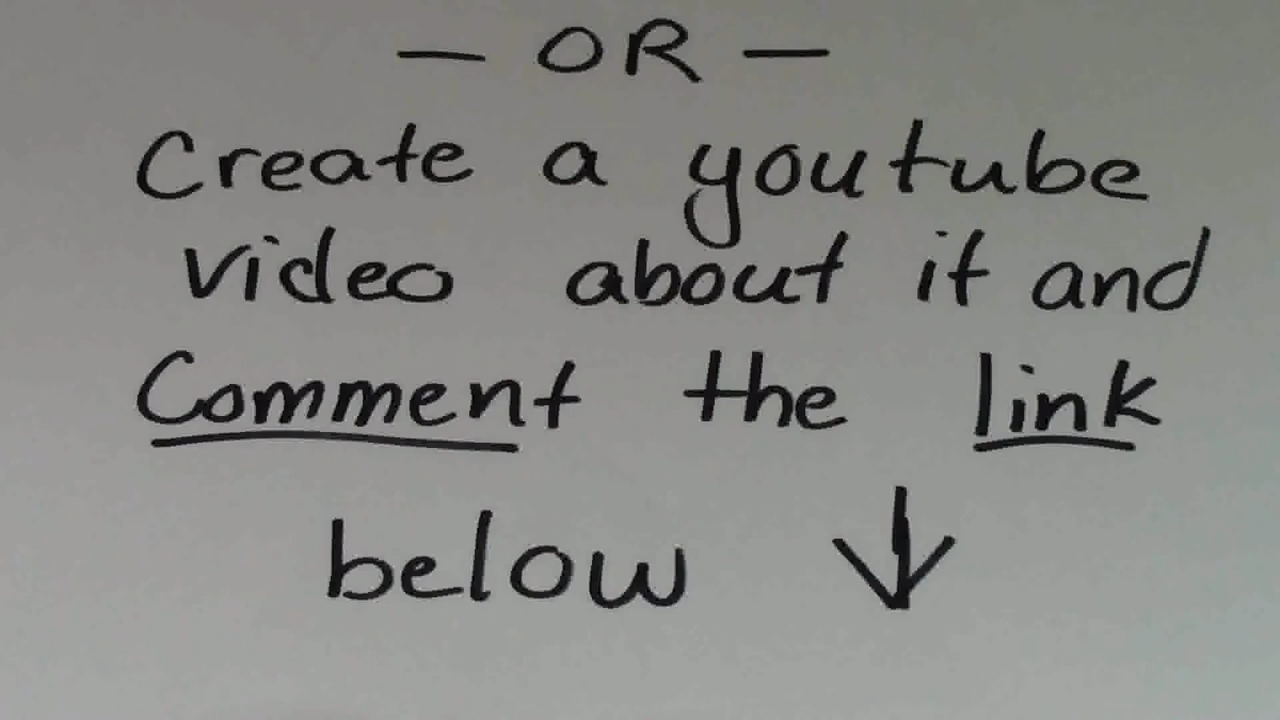 — OR —
Create a youtube
video about it and
Comment the link
below ↓